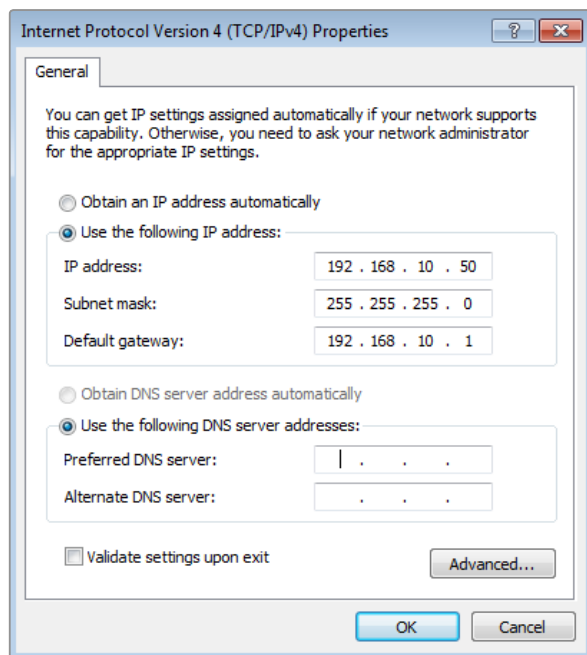 Internet Protocol Version 4 (TCP/IPv4) Properties
?
General
You can get IP settings assigned automatically if your network supports
this capability. Otherwise, you need to ask your network administrator
for the appropriate IP settings.
Obtain an IP address automatically
Use the following IP address:
IP address: 192 . 168 . 10 . 50
Subnet mask: 255 . 255 . 255 . 0
Default gateway: 192 . 168 . 10 . 1
Obtain DNS server address automatically
Use the following DNS server addresses:
Preferred DNS server: . . .
Alternate DNS server: . . .
Validate settings upon exit
Advanced...
OK Cancel